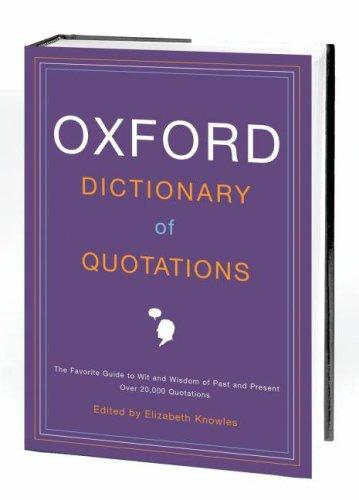 OXFORD
DICTIONARY
of
QUOTATIONS
The Favorite Guide to Wit and Wisdom of Past and Present
Over 20,000 Quotations
Edited by Elizabeth Knowles